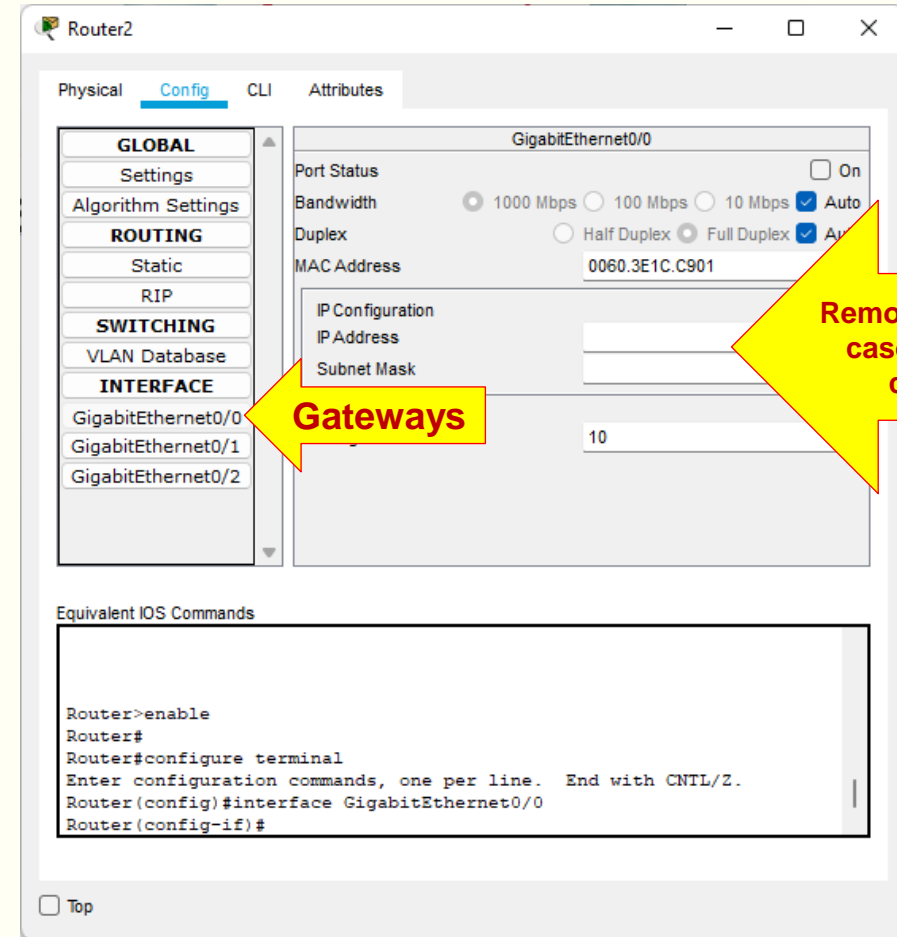 Router2
Physical Config CLI Attributes
GLOBAL
Settings
Algorithm Settings
ROUTING
Static
RIP
SWITCHING
VLAN Database
INTERFACE
GigabitEthernet0/0
GigabitEthernet0/1
GigabitEthernet0/2
GigabitEthernet0/0
Port Status On
Bandwidth 1000 Mbps 100 Mbps 10 Mbps Auto
Duplex Half Duplex Full Duplex
MAC Address 0060.3E1C.C901
IP Configuration
IP Address
Subnet Mask
10
Gateways
Equivalent IOS Commands
Router>enable
Router#
Router#configure terminal
Enter configuration commands, one per line. End with CNTL/Z.
Router(config)#interface GigabitEthernet0/0
Router(config-if)#
Top